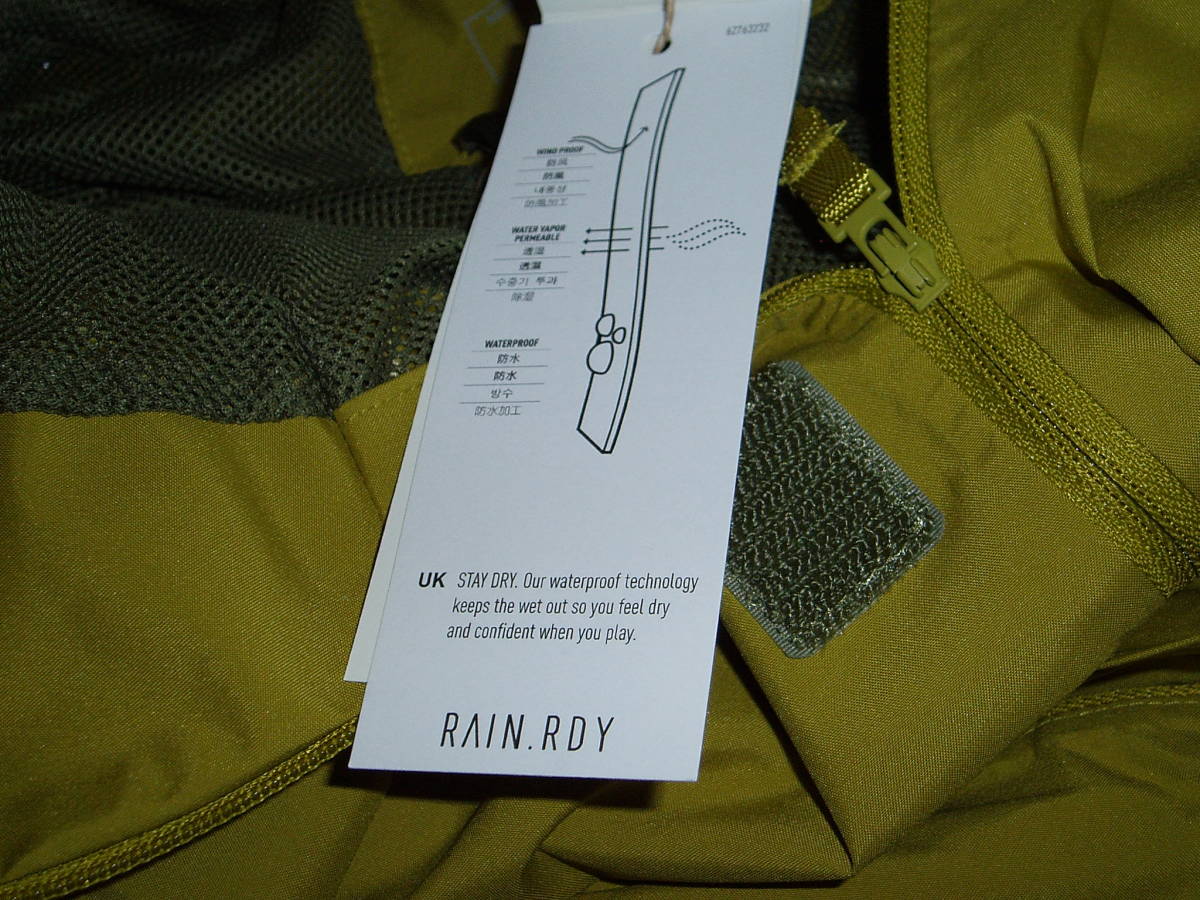 62763232
WIND PROOF
防风
防風
내풍성
防風加工
WATER VAPOR
PERMEABLE
透湿
透濕
수증기 투과
除湿
WATERPROOF
防水
防水
방수
防水加工
UK STAY DRY. Our waterproof technology
keeps the wet out so you feel dry
and confident when you play.
RAIN.RDY